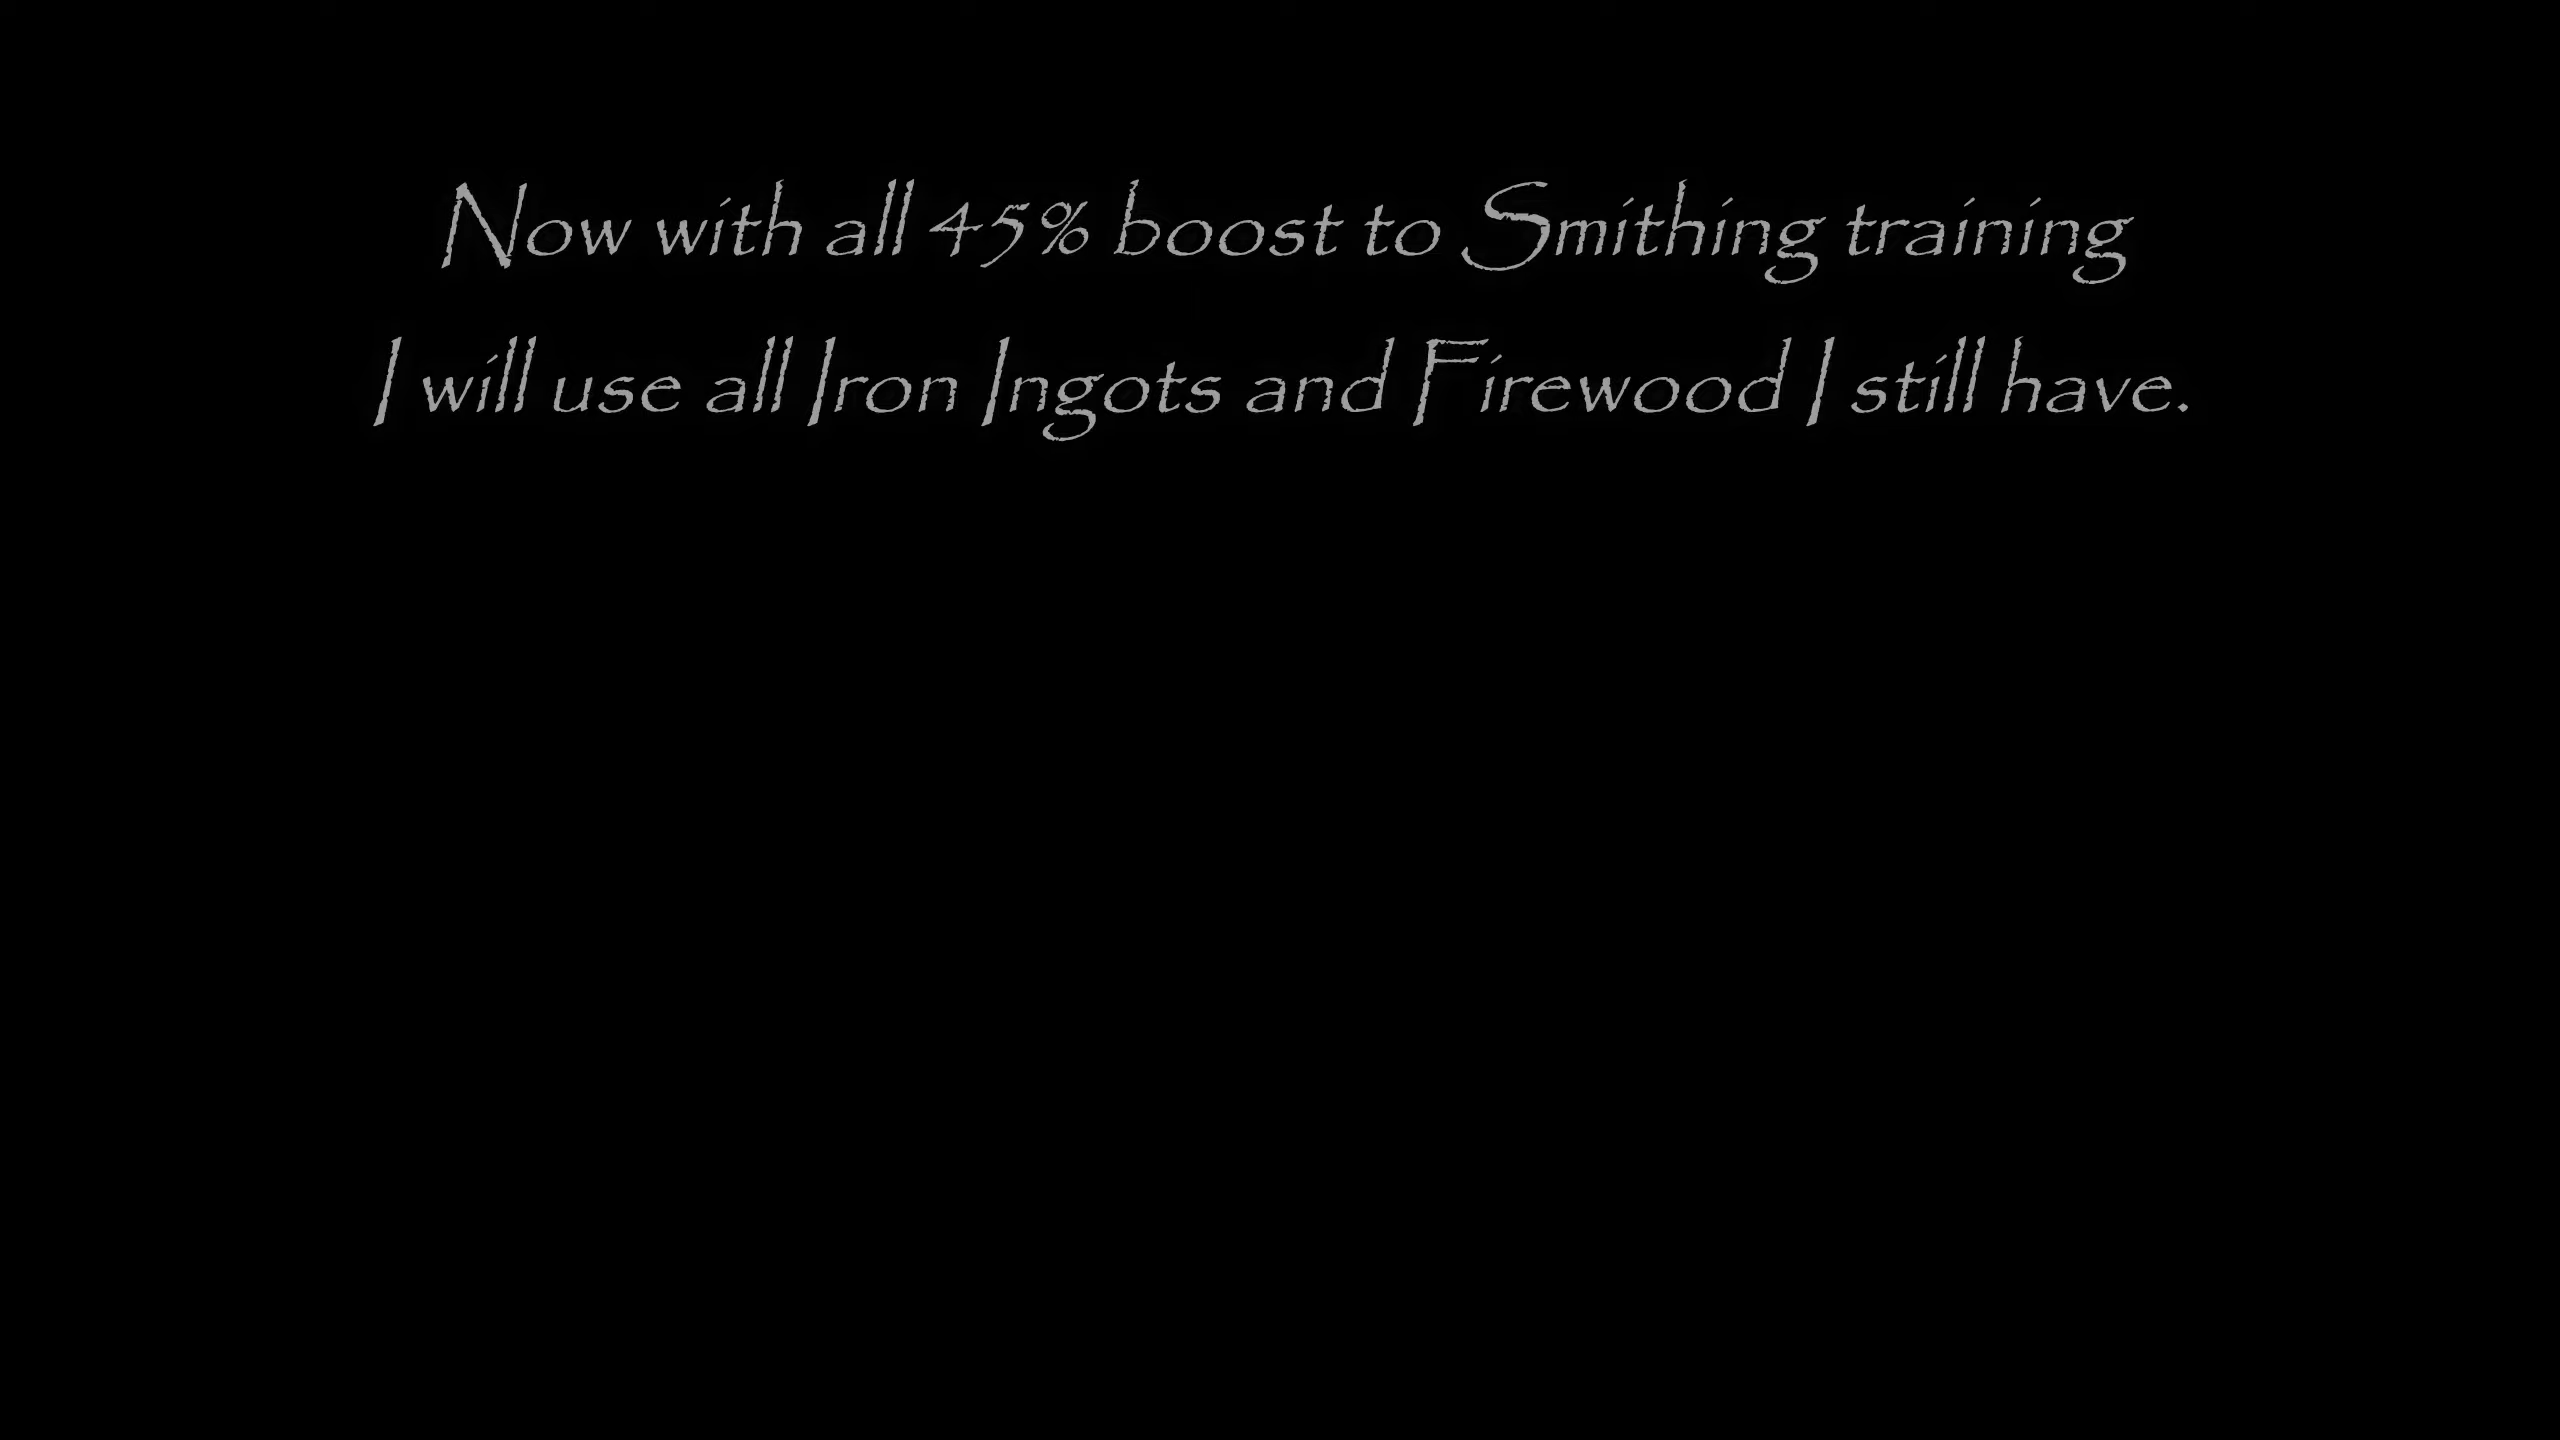 Now with all 45% boost to Smithing training
I will use all Iron Ingots and Firewood I still have.